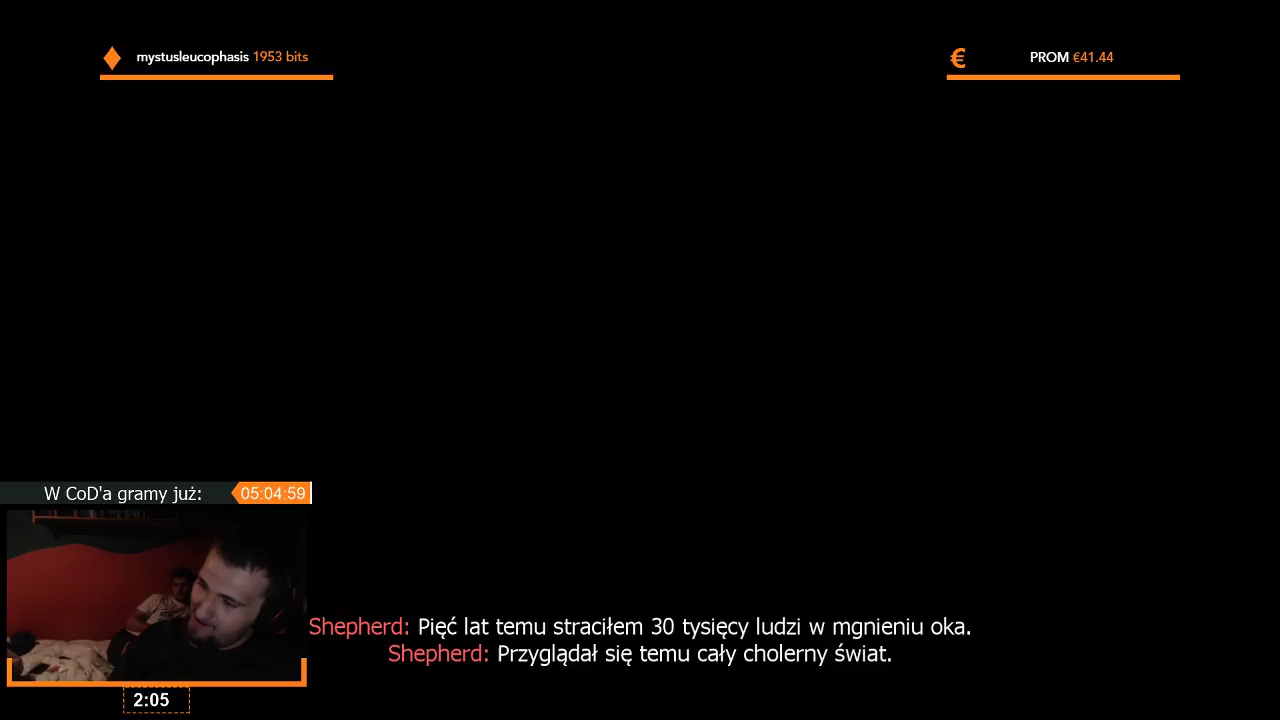 mystusleucophasis 1953 bits
€ PROM €41.44
W CoD'a gramy już: 05:04:59
Shepherd: Pięć lat temu straciłem 30 tysięcy ludzi w mgnieniu oka.
Shepherd: Przyglądał się temu cały cholerny świat.
2:05